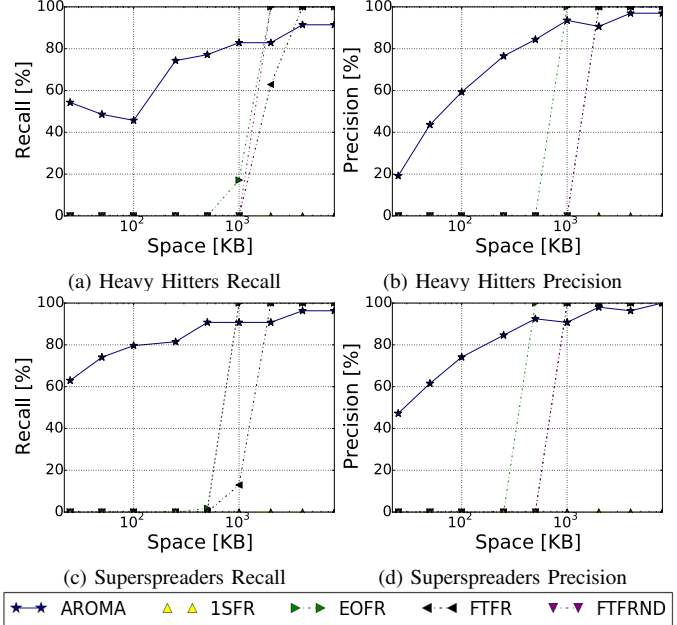 100
80
60
40
20
0
Recall [%]
10^2
10^3
Space [KB]
(a) Heavy Hitters Recall
100
80
60
40
20
0
Precision [%]
10^2
10^3
Space [KB]
(b) Heavy Hitters Precision
100
80
60
40
20
0
Recall [%]
10^2
10^3
Space [KB]
(c) Superspreaders Recall
100
80
60
40
20
0
Precision [%]
10^2
10^3
Space [KB]
(d) Superspreaders Precision
AROMA 1SFR EOFR FTFR FTFRND